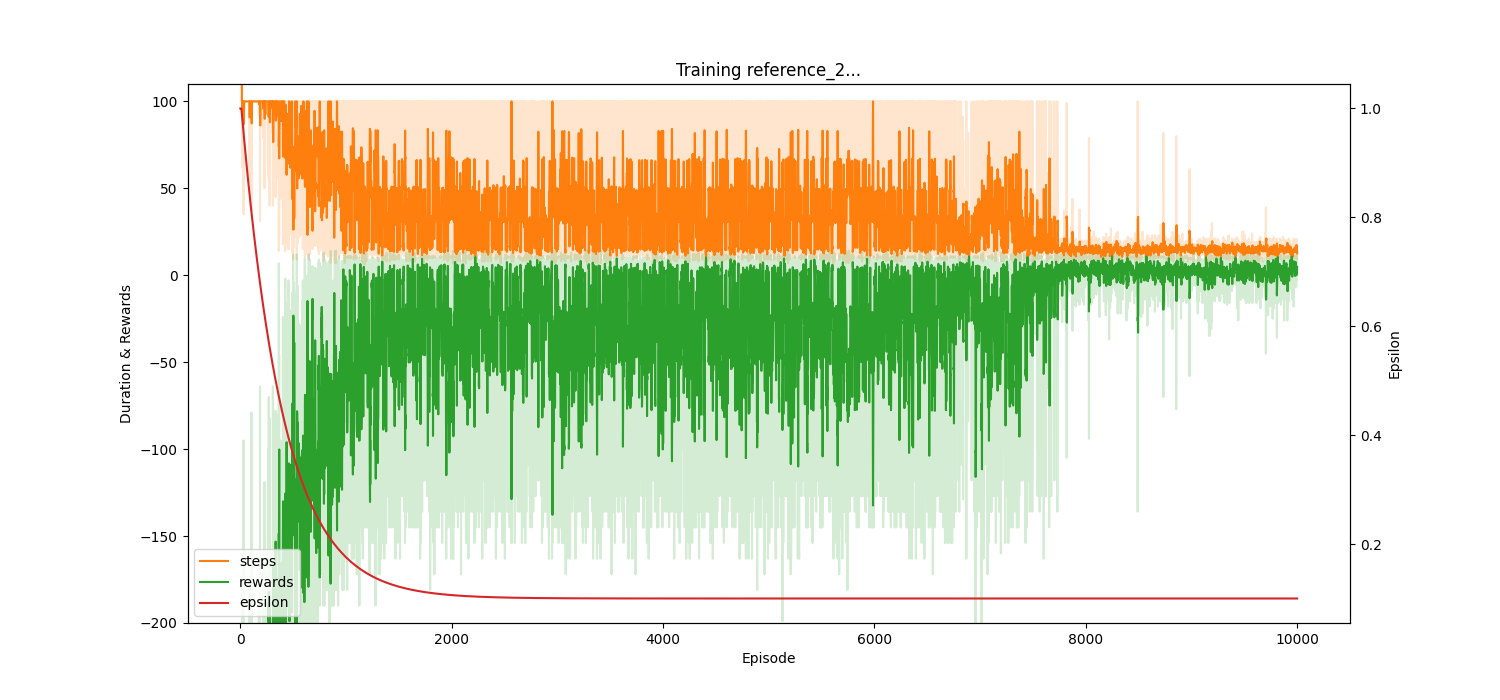 Training reference_2...
100
50
0
−50
−100
−150
−200
Duration & Rewards
1.0
0.8
0.6
0.4
0.2
Epsilon
steps
rewards
epsilon
0
2000
4000
6000
8000
10000
Episode